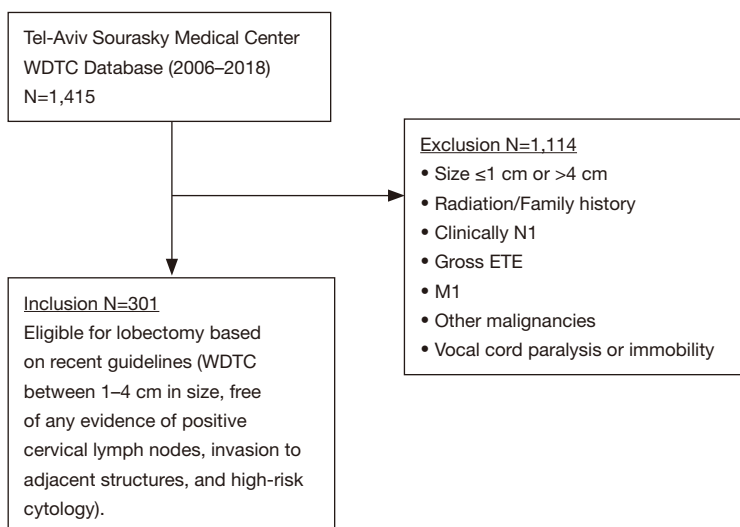 Tel-Aviv Sourasky Medical Center
WDTC Database (2006–2018)
N=1,415
Exclusion N=1,114
• Size ≤1 cm or >4 cm
• Radiation/Family history
• Clinically N1
• Gross ETE
• M1
• Other malignancies
• Vocal cord paralysis or immobility
Inclusion N=301
Eligible for lobectomy based
on recent guidelines (WDTC
between 1–4 cm in size, free
of any evidence of positive
cervical lymph nodes, invasion to
adjacent structures, and high-risk
cytology).